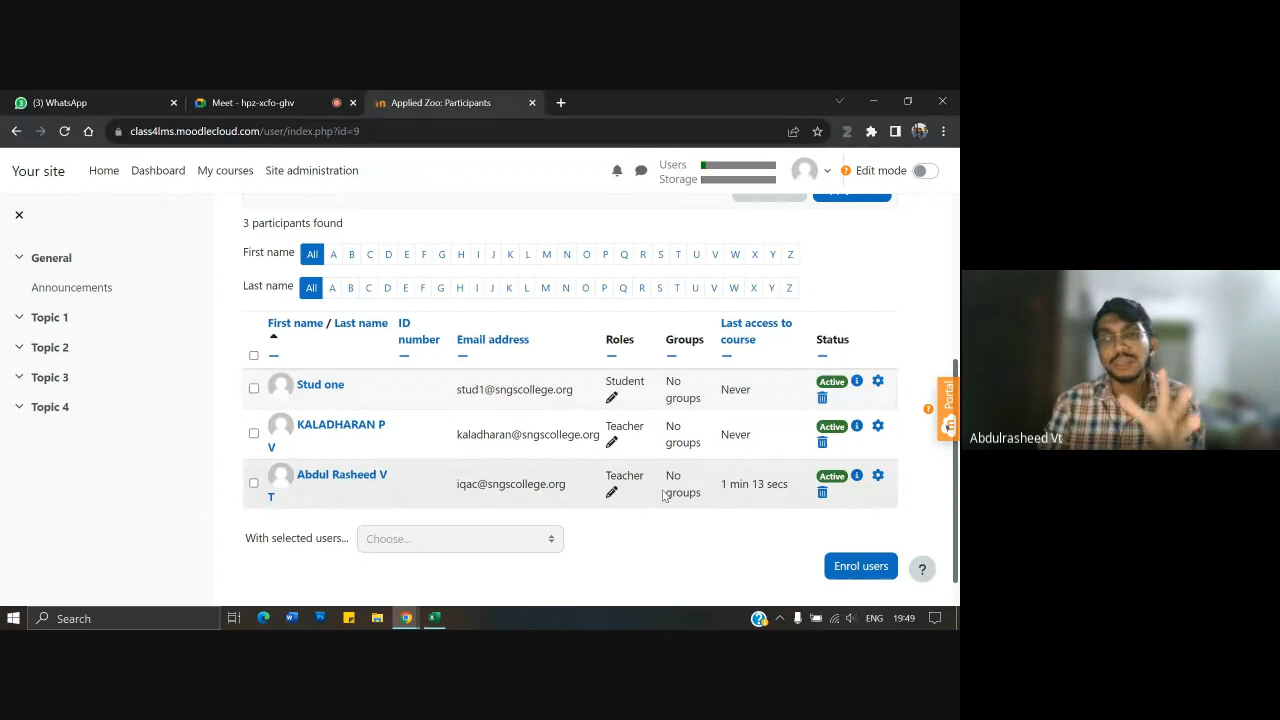 (3) WhatsApp
Meet - hpz-xcfo-ghv
Applied Zoo: Participants
class4lms.moodlecloud.com/user/index.php?id=9
Your site
Home
Dashboard
My courses
Site administration
Users
Storage
Edit mode
General
Announcements
Topic 1
Topic 2
Topic 3
Topic 4
3 participants found
First name All A B C D E F G H I J K L M N O P Q R S T U V W X Y Z
Last name All A B C D E F G H I J K L M N O P Q R S T U V W X Y Z
First name / Last name
ID
number
Email address
Roles
Groups
Last access to
course
Status
Stud one
stud1@sngscollege.org
Student
No
groups
Never
Active
KALADHARAN P
V
kaladharan@sngscollege.org
Teacher
No
groups
Never
Active
Abdul Rasheed V
T
iqac@sngscollege.org
Teacher
No
groups
1 min 13 secs
Active
With selected users...
Choose...
Enrol users
?
Portal
Abdulrasheed Vt
Search
ENG
19:49